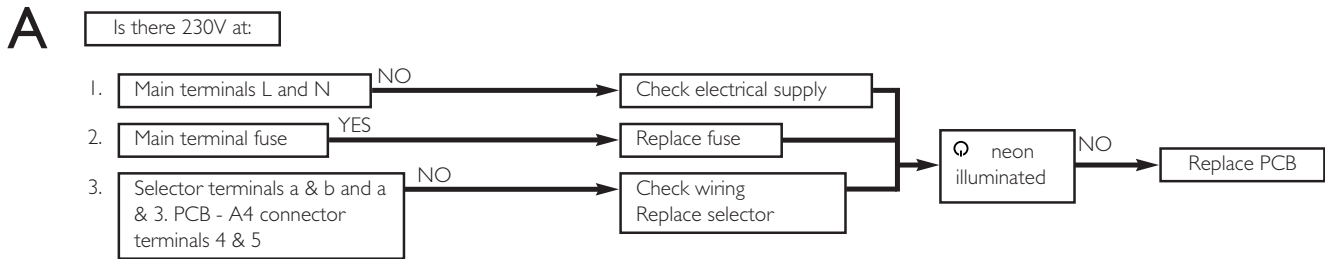 A
Is there 230V at:
1. Main terminals L and N
NO
Check electrical supply
2. Main terminal fuse
YES
Replace fuse
3. Selector terminals a & b and a
& 3. PCB - A4 connector
terminals 4 & 5
NO
Check wiring
Replace selector
neon
illuminated
NO
Replace PCB